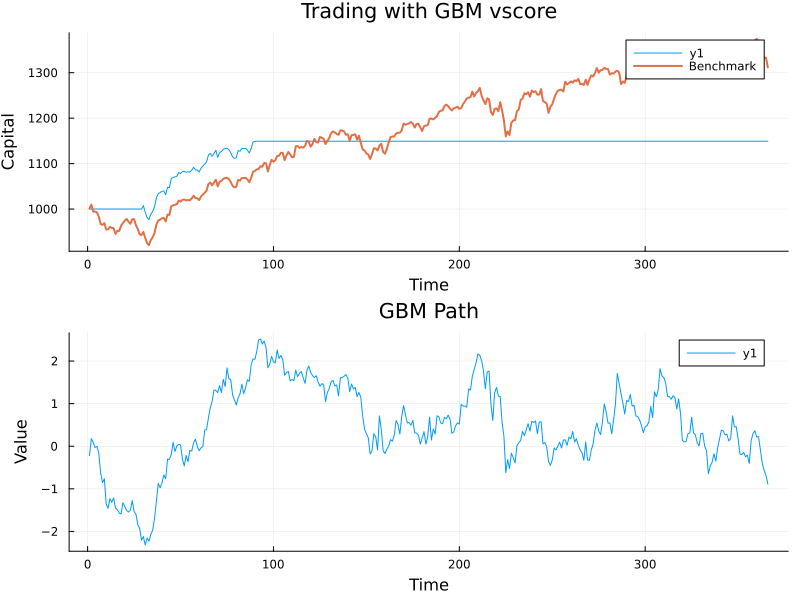 Trading with GBM vscore
y1
Benchmark
1300
1200
1100
1000
Capital
0 100 200 300
Time
GBM Path
y1
2
1
0
−1
−2
Value
0 100 200 300
Time